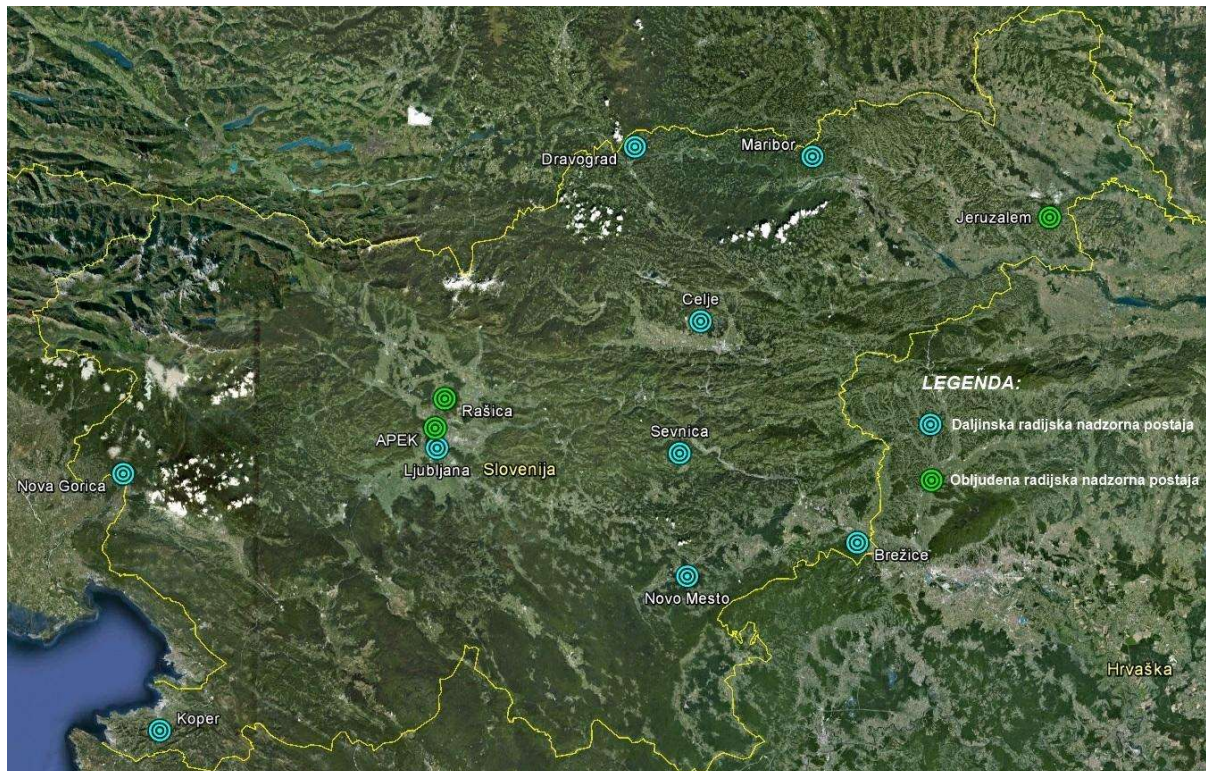 Dravograd
Maribor
Jeruzalem
Celje
LEGENDA:
Rašica
Daljinska radijska nadzorna postaja
APEK
Sevnica
Ljubljana
Slovenija
Nova Gorica
Obljudena radijska nadzorna postaja
Brežice
Novo Mesto
Hrvaška
Koper